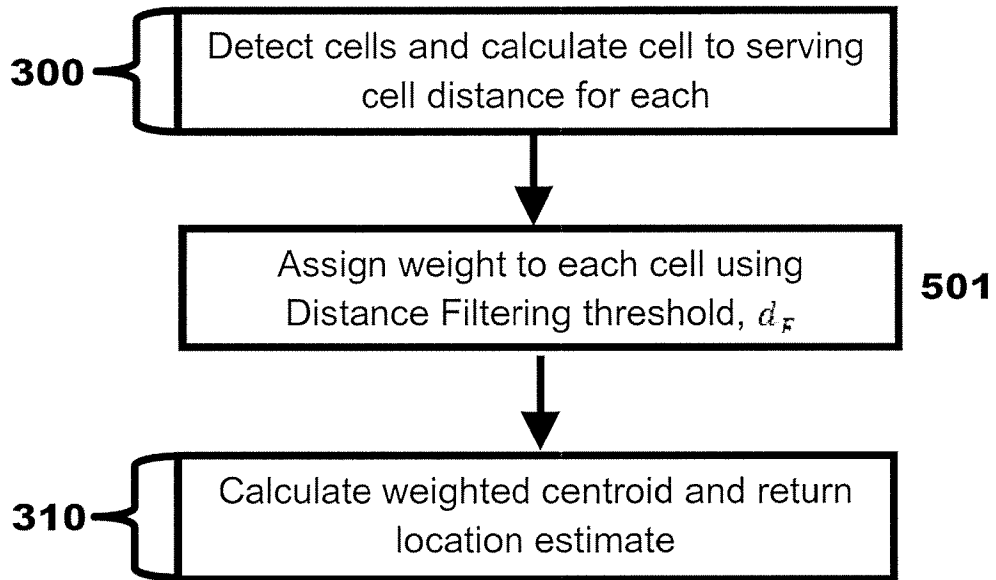 300
Detect cells and calculate cell to serving
cell distance for each
Assign weight to each cell using
Distance Filtering threshold, d_F
501
310
Calculate weighted centroid and return
location estimate